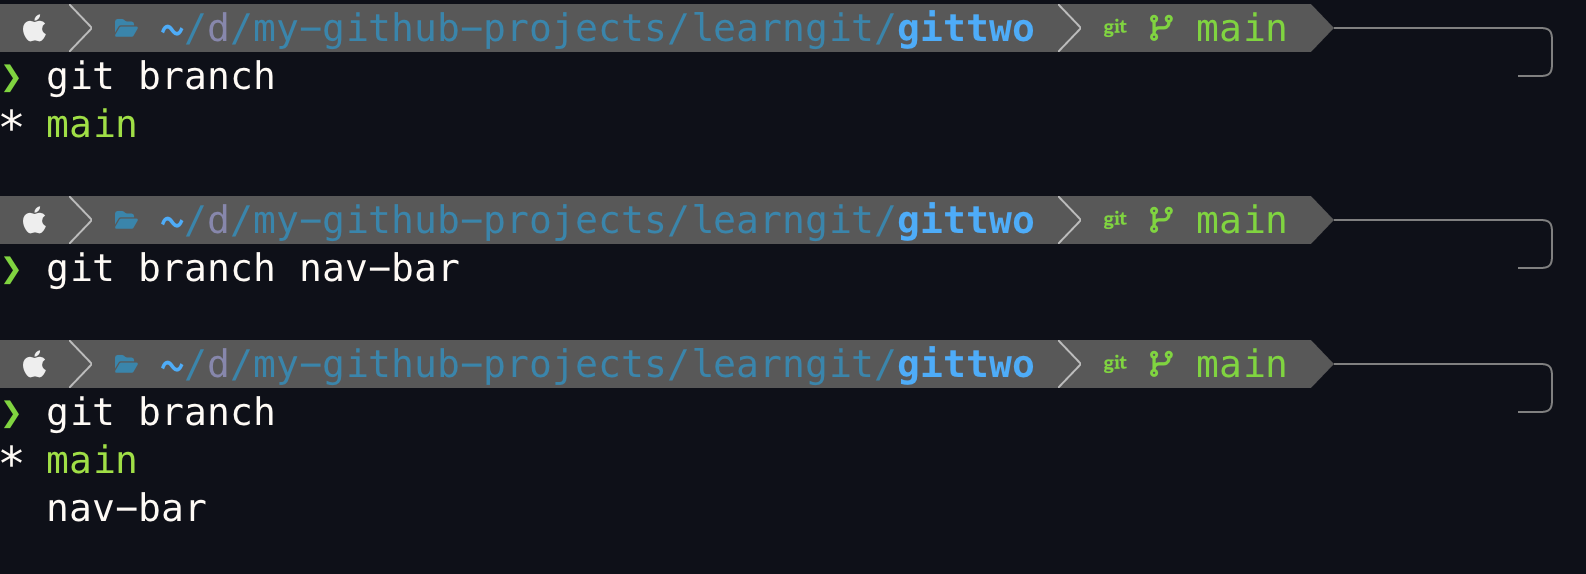 ~/d/my-github-projects/learngit/gittwo git main
❯ git branch
* main
~/d/my-github-projects/learngit/gittwo git main
❯ git branch nav-bar
~/d/my-github-projects/learngit/gittwo git main
❯ git branch
* main
nav-bar